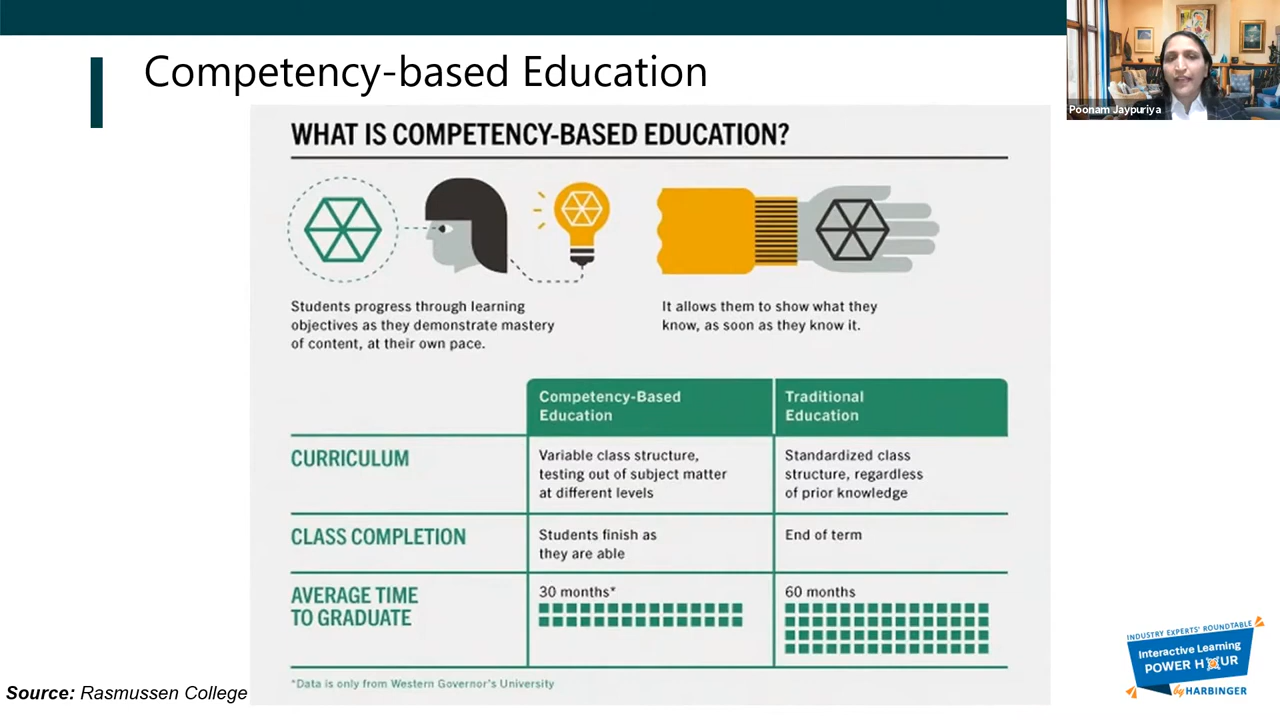 Competency-based Education
Poonam Jaypuriya
WHAT IS COMPETENCY-BASED EDUCATION?
Students progress through learning
objectives as they demonstrate mastery
of content, at their own pace.
It allows them to show what they
know, as soon as they know it.
Competency-Based
Education
Traditional
Education
CURRICULUM
Variable class structure,
testing out of subject matter
at different levels
Standardized class
structure, regardless
of prior knowledge
CLASS COMPLETION
Students finish as
they are able
End of term
AVERAGE TIME
TO GRADUATE
30 months*
60 months
*Data is only from Western Governor's University
Source: Rasmussen College
INDUSTRY EXPERTS' ROUNDTABLE
Interactive Learning
POWER HOUR
by HARBINGER